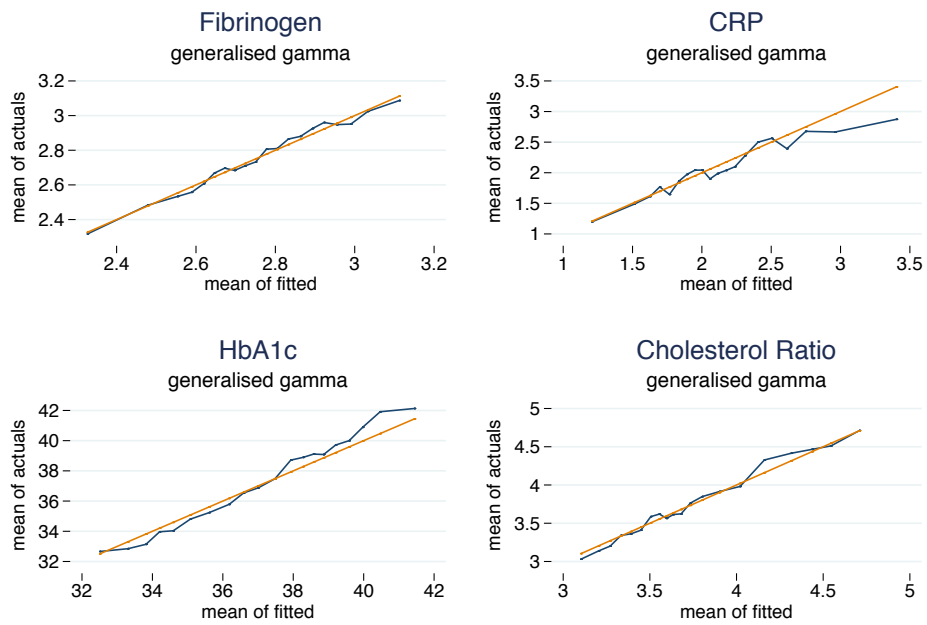 Fibrinogen
generalised gamma
mean of actuals
3.2
3
2.8
2.6
2.4
2.4 2.6 2.8 3 3.2
mean of fitted
CRP
generalised gamma
mean of actuals
3.5
3
2.5
2
1.5
1
1 1.5 2 2.5 3 3.5
mean of fitted
HbA1c
generalised gamma
mean of actuals
42
40
38
36
34
32
32 34 36 38 40 42
mean of fitted
Cholesterol Ratio
generalised gamma
mean of actuals
5
4.5
4
3.5
3
3 3.5 4 4.5 5
mean of fitted